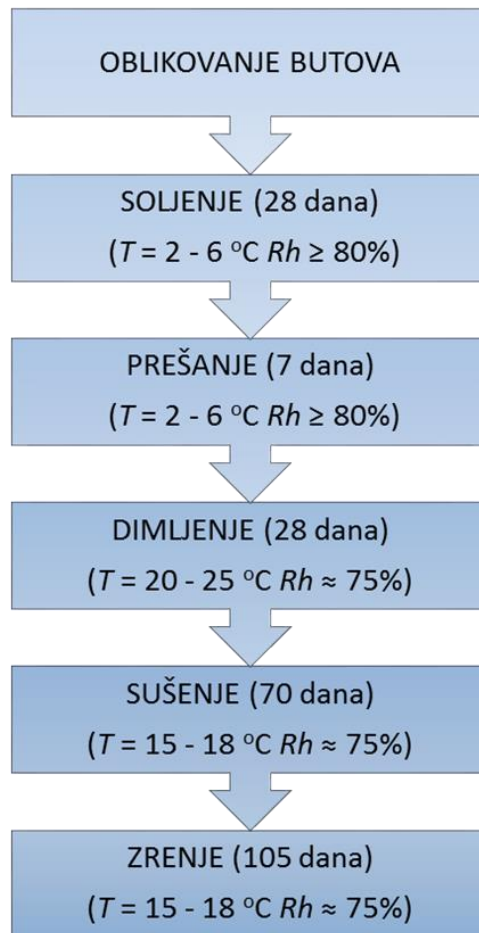 OBLIKOVANJE BUTOVA
SOLJENJE (28 dana)
(T = 2 - 6 °C Rh ≥ 80%)
PREŠANJE (7 dana)
(T = 2 - 6 °C Rh ≥ 80%)
DIMLJENJE (28 dana)
(T = 20 - 25 °C Rh ≈ 75%)
SUŠENJE (70 dana)
(T = 15 - 18 °C Rh ≈ 75%)
ZRENJE (105 dana)
(T = 15 - 18 °C Rh ≈ 75%)